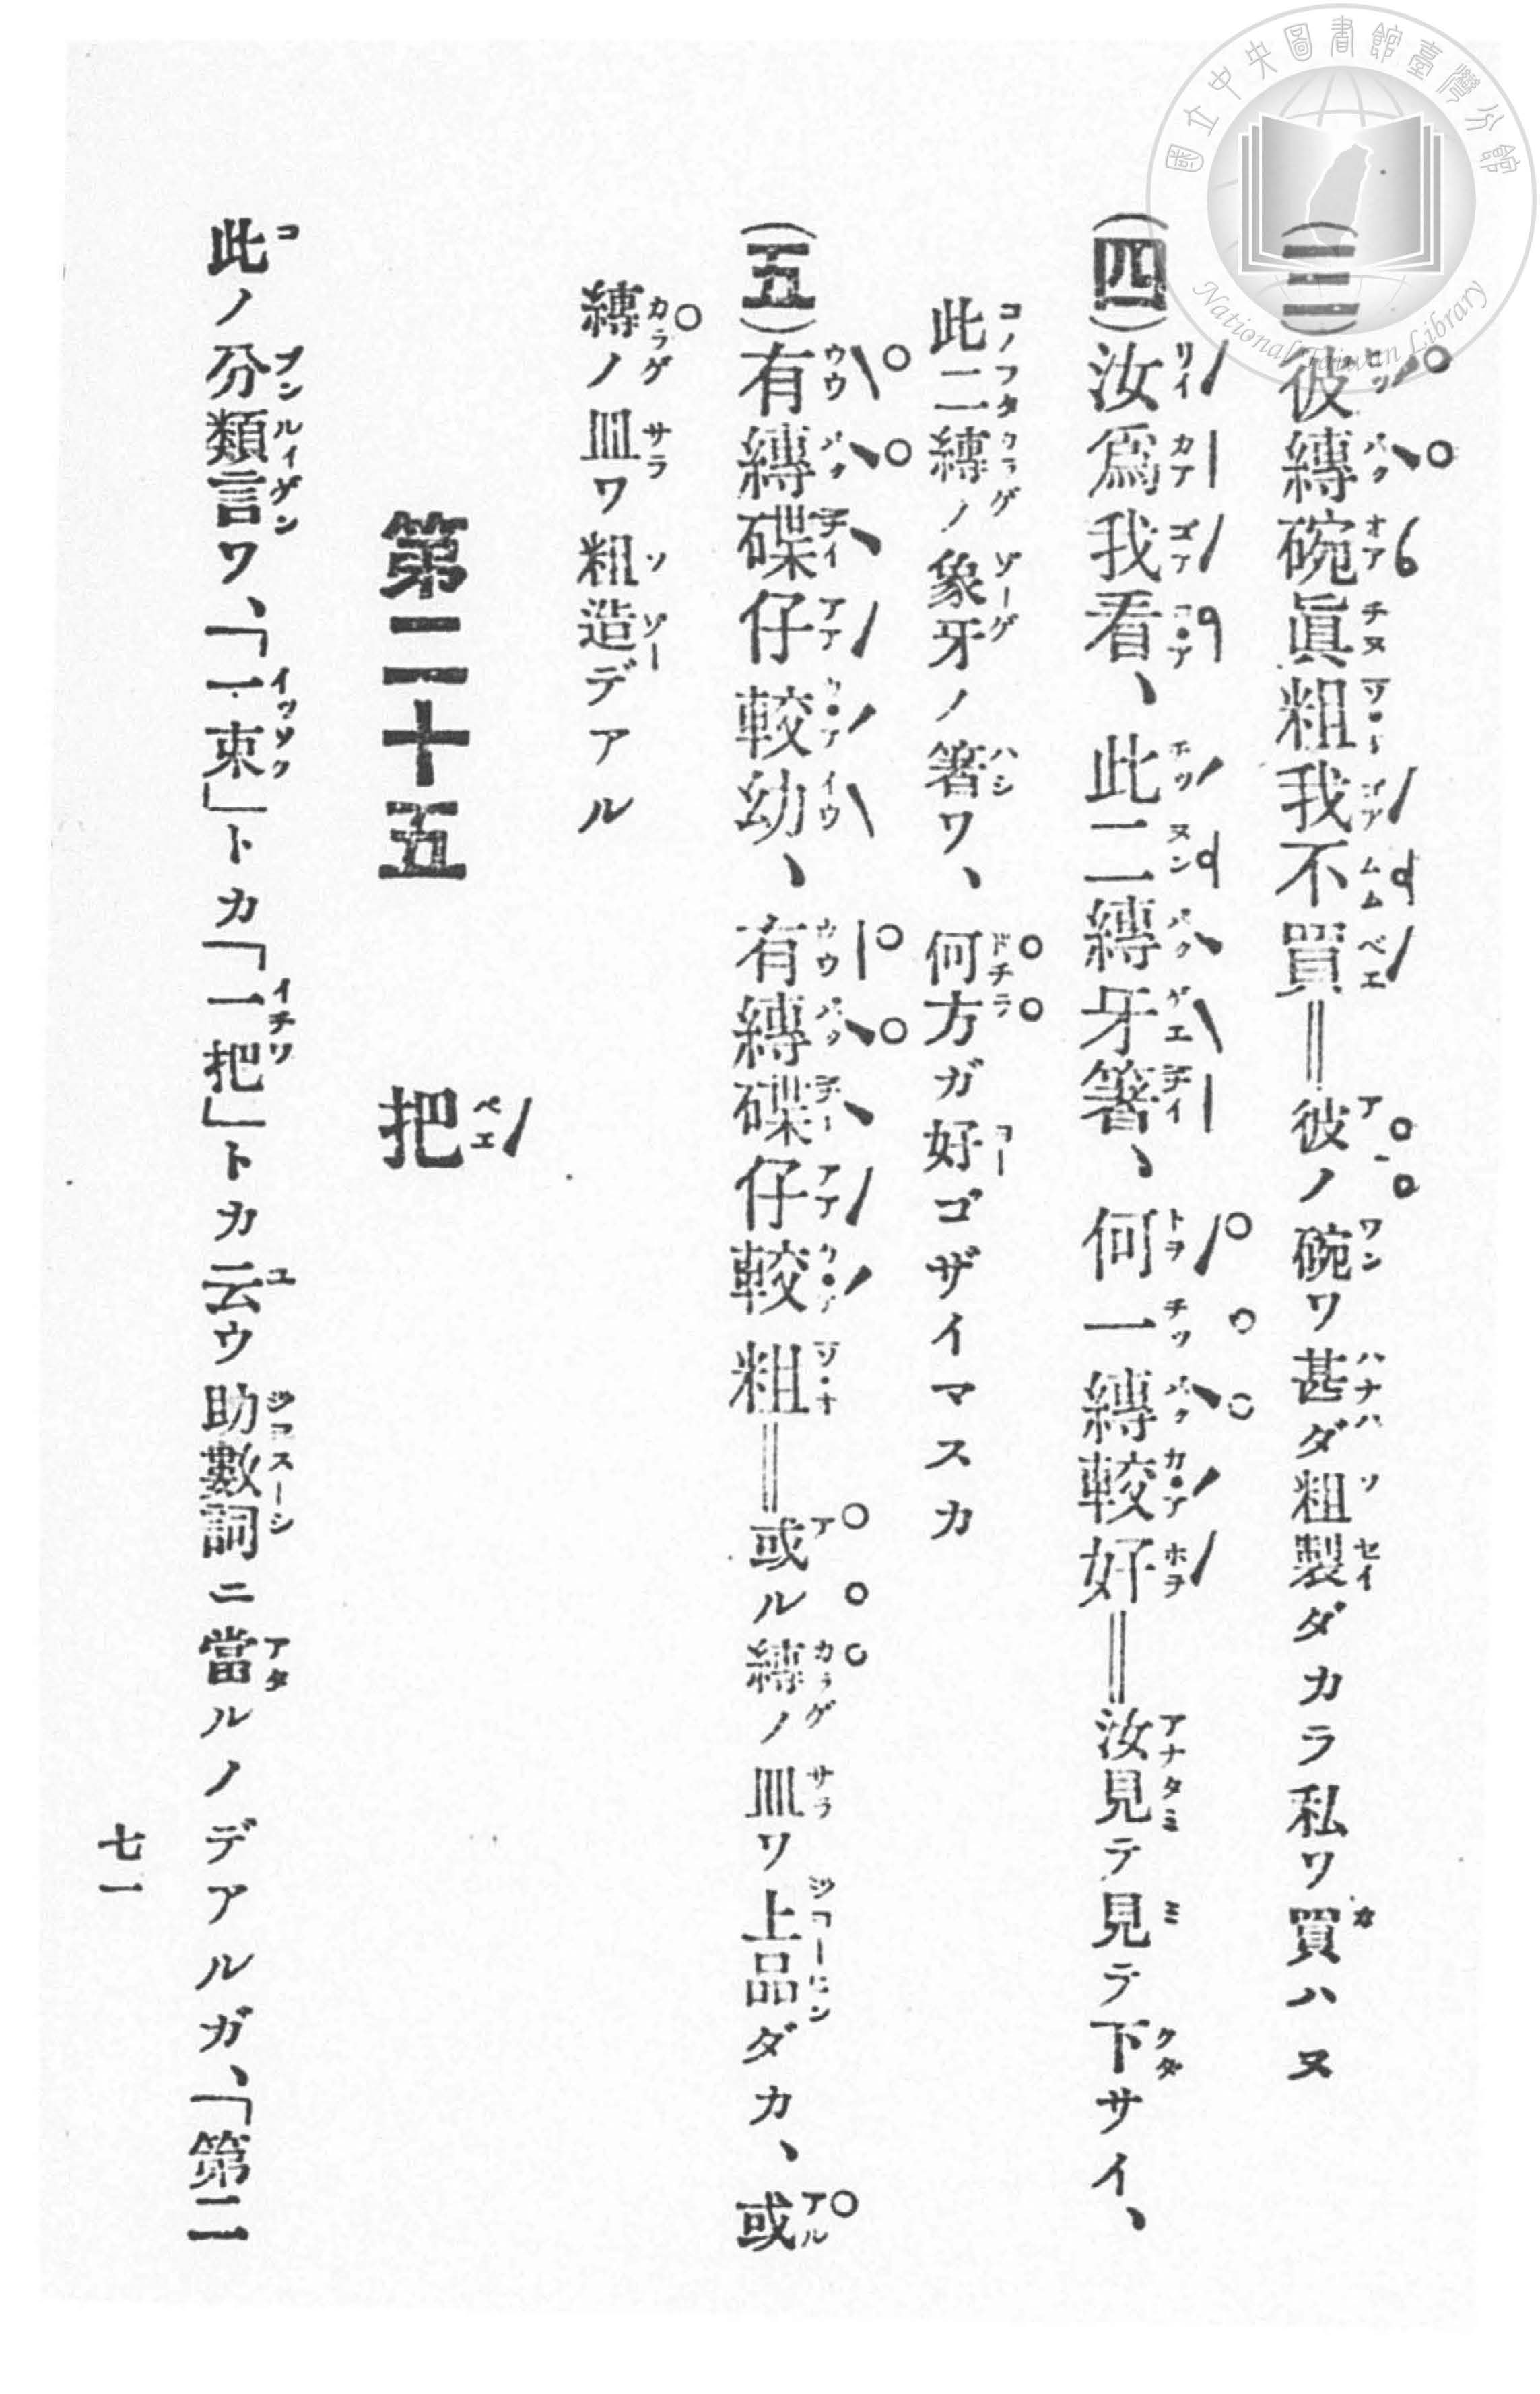 國立中央圖書館臺灣分館
National Taiwan Library
(三)彼縛碗眞粗我不買＝彼ノ碗ワ甚ダ粗製ダカラ私ワ買ハヌ
(四)汝爲我看、此二縛牙箸、何一縛較好＝汝見テ見テ下サイ、
此二縛ノ象牙ノ箸ワ、何方ガ好ゴザイマスカ
(五)有縛碟仔較幼、有縛碟仔較粗＝或ル縛ノ皿ワ上品ダカ、或
縛ノ皿ワ粗造デアル
第二十五　把
此ノ分類言ワ、「一束」トカ「一把」トカ云ウ助數詞ニ當ルノデアルガ、「第二
七一